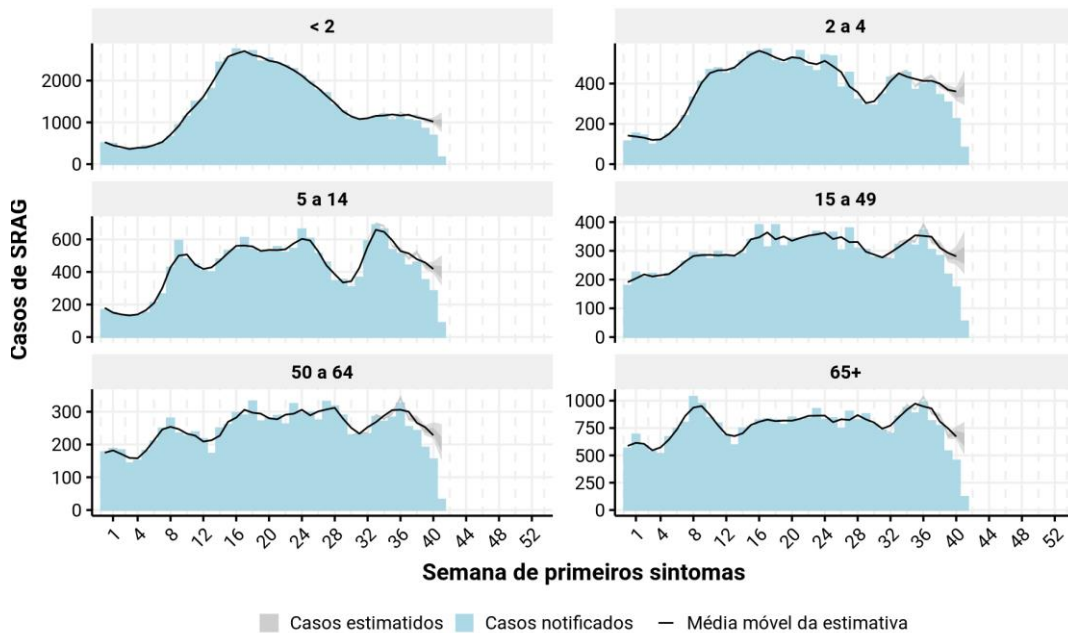 < 2
2 a 4
2000
1000
0
400
200
0
5 a 14
15 a 49
600
400
200
0
400
300
200
100
0
50 a 64
65+
300
200
100
0
1000
750
500
250
0
Casos de SRAG
1 4 8 12 16 20 24 28 32 36 40 44 48 52
1 4 8 12 16 20 24 28 32 36 40 44 48 52
Semana de primeiros sintomas
Casos estimatidos Casos notificados Média móvel da estimativa